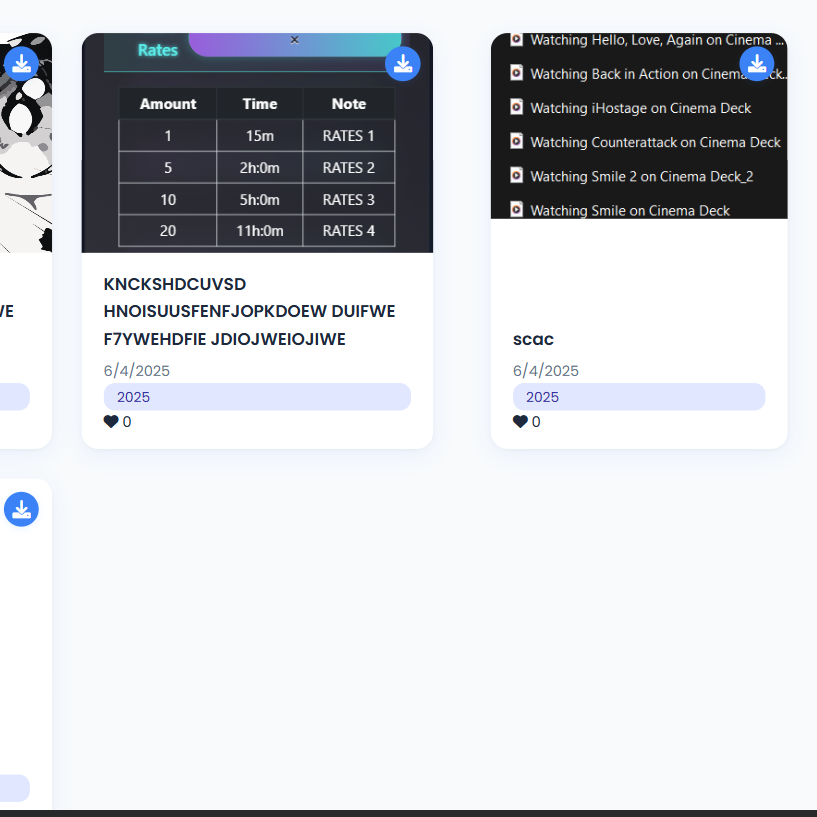 Rates
Amount Time Note
1 15m RATES 1
5 2h:0m RATES 2
10 5h:0m RATES 3
20 11h:0m RATES 4
KNCKSHDCUVSD
HNOISUUSFENFJOPKDOEW DUIFWE
F7YWEHDFIE JDIOJWEIOJIWE
6/4/2025
2025
0
Watching Hello, Love, Again on Cinema ...
Watching Back in Action on Cinema
Watching iHostage on Cinema Deck
Watching Counterattack on Cinema Deck
Watching Smile 2 on Cinema Deck_2
Watching Smile on Cinema Deck
scac
6/4/2025
2025
0